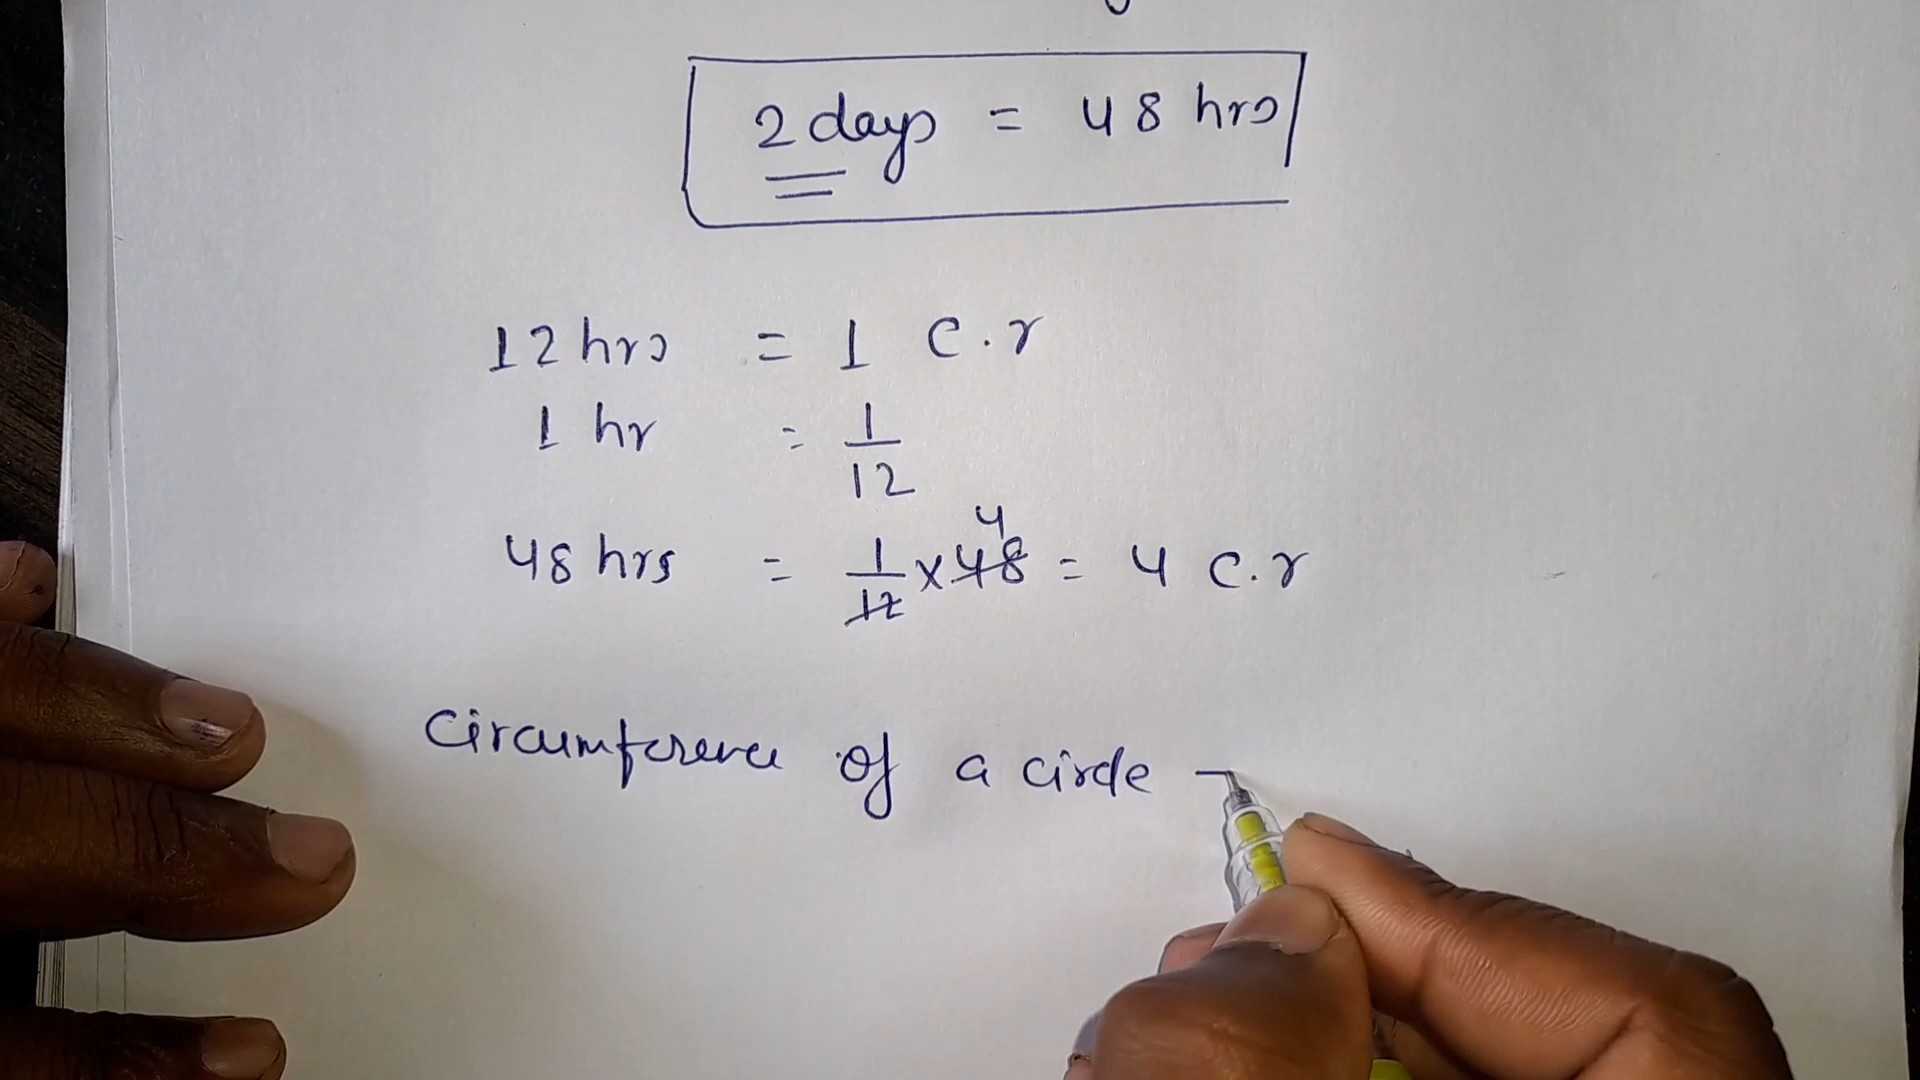 2 days = 48 hrs
12 hrs = 1 c.r
1 hr = 1/12
48 hrs = 1/12 x 48 4 = 4 c.r
Circumference of a circle